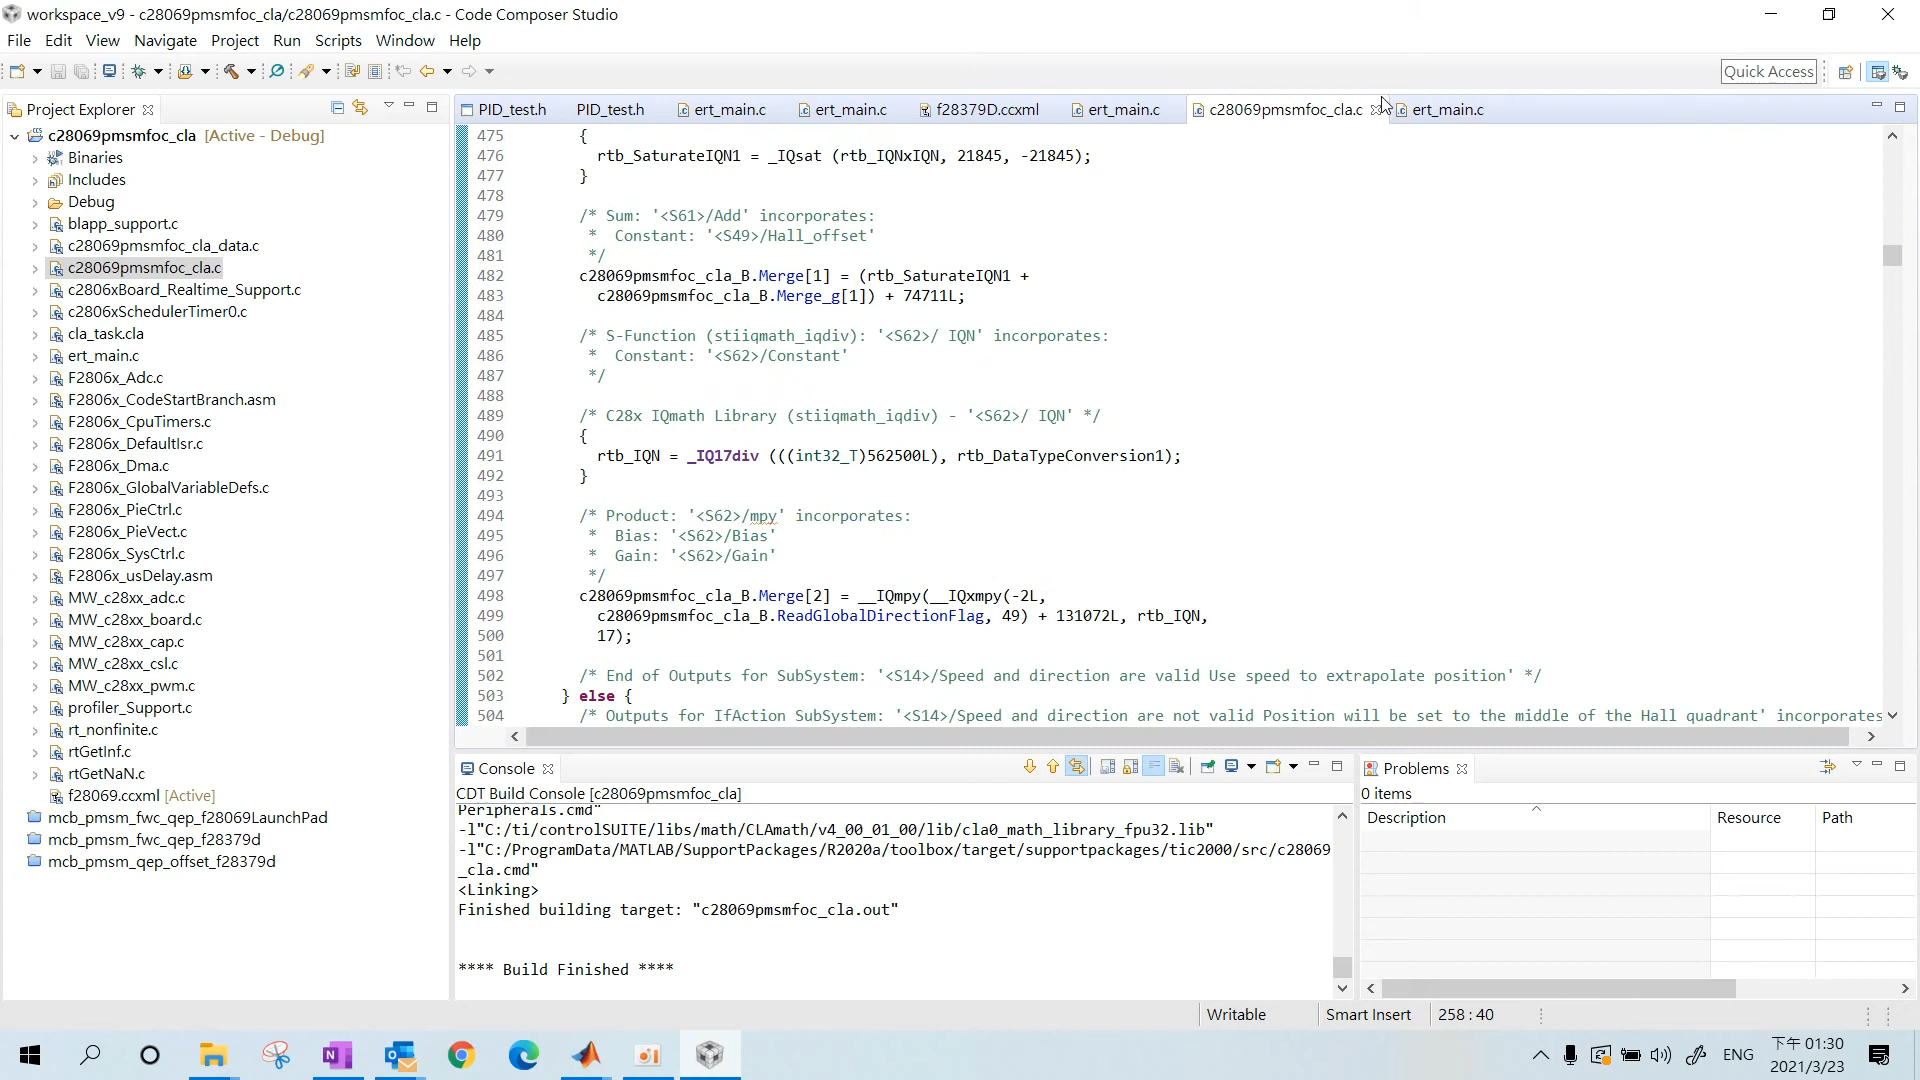 workspace_v9 - c28069pmsmfoc_cla/c28069pmsmfoc_cla.c - Code Composer Studio
File Edit View Navigate Project Run Scripts Window Help
Quick Access
Project Explorer
c28069pmsmfoc_cla [Active - Debug]
Binaries
Includes
Debug
blapp_support.c
c28069pmsmfoc_cla_data.c
c28069pmsmfoc_cla.c
c2806xBoard_Realtime_Support.c
c2806xSchedulerTimer0.c
cla_task.cla
ert_main.c
F2806x_Adc.c
F2806x_CodeStartBranch.asm
F2806x_CpuTimers.c
F2806x_DefaultIsr.c
F2806x_Dma.c
F2806x_GlobalVariableDefs.c
F2806x_PieCtrl.c
F2806x_PieVect.c
F2806x_SysCtrl.c
F2806x_usDelay.asm
MW_c28xx_adc.c
MW_c28xx_board.c
MW_c28xx_cap.c
MW_c28xx_csl.c
MW_c28xx_pwm.c
profiler_Support.c
rt_nonfinite.c
rtGetInf.c
rtGetNaN.c
f28069.ccxml [Active]
mcb_pmsm_fwc_qep_f28069LaunchPad
mcb_pmsm_fwc_qep_f28379d
mcb_pmsm_qep_offset_f28379d
PID_test.h PID_test.h ert_main.c ert_main.c f28379D.ccxml ert_main.c c28069pmsmfoc_cla.c ert_main.c
475 {
476 rtb_SaturateIQN1 = _IQsat (rtb_IQNxIQN, 21845, -21845);
477 }
478
479 /* Sum: '<S61>/Add' incorporates:
480 * Constant: '<S49>/Hall_offset'
481 */
482 c28069pmsmfoc_cla_B.Merge[1] = (rtb_SaturateIQN1 +
483 c28069pmsmfoc_cla_B.Merge_g[1]) + 74711L;
484
485 /* S-Function (stiiqmath_iqdiv): '<S62>/ IQN' incorporates:
486 * Constant: '<S62>/Constant'
487 */
488
489 /* C28x IQmath Library (stiiqmath_iqdiv) - '<S62>/ IQN' */
490 {
491 rtb_IQN = _IQ17div (((int32_T)562500L), rtb_DataTypeConversion1);
492 }
493
494 /* Product: '<S62>/mpy' incorporates:
495 * Bias: '<S62>/Bias'
496 * Gain: '<S62>/Gain'
497 */
498 c28069pmsmfoc_cla_B.Merge[2] = __IQmpy(__IQxmpy(-2L,
499 c28069pmsmfoc_cla_B.ReadGlobalDirectionFlag, 49) + 131072L, rtb_IQN,
500 17);
501
502 /* End of Outputs for SubSystem: '<S14>/Speed and direction are valid Use speed to extrapolate position' */
503 } else {
504 /* Outputs for IfAction SubSystem: '<S14>/Speed and direction are not valid Position will be set to the middle of the Hall quadrant' incorporates
Console
CDT Build Console [c28069pmsmfoc_cla]
Peripherals.cmd"
-l"C:/ti/controlSUITE/libs/math/CLAmath/v4_00_01_00/lib/cla0_math_library_fpu32.lib"
-l"C:/ProgramData/MATLAB/SupportPackages/R2020a/toolbox/target/supportpackages/tic2000/src/c28069
_cla.cmd"
<Linking>
Finished building target: "c28069pmsmfoc_cla.out"
**** Build Finished ****
Problems
0 items
Description Resource Path
Writable Smart Insert 258 : 40
ENG
下午 01:30
2021/3/23